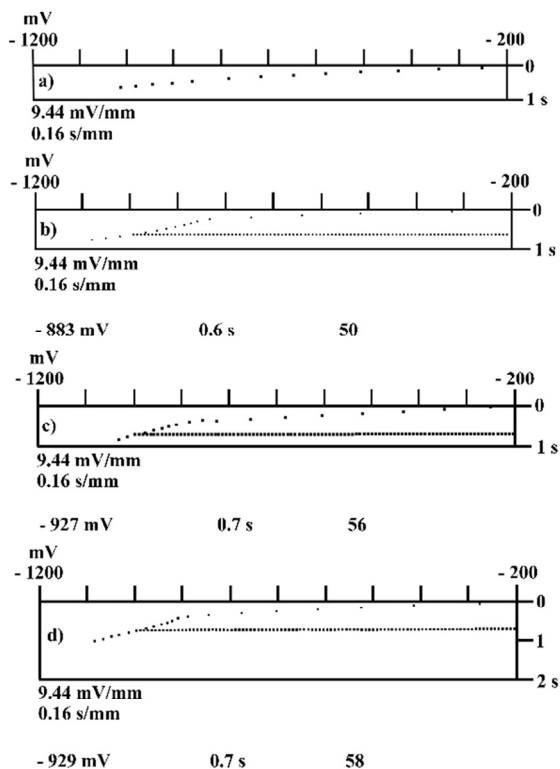 mV
- 1200 - 200
0
a)
1 s
9.44 mV/mm
0.16 s/mm
mV
- 1200 - 200
0
b)
1 s
9.44 mV/mm
0.16 s/mm
- 883 mV 0.6 s 50
mV
- 1200 - 200
0
c)
1 s
9.44 mV/mm
0.16 s/mm
- 927 mV 0.7 s 56
mV
- 1200 - 200
0
d)
1
2 s
9.44 mV/mm
0.16 s/mm
- 929 mV 0.7 s 58